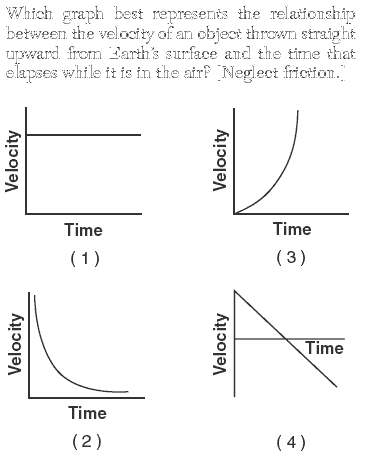 Which graph best represents the relationship
between the velocity of an object thrown straight
upward from Earth's surface and the time that
elapses while it is in the air? [Neglect friction.]
Velocity
Time
(1)
Velocity
Time
(3)
Velocity
Time
(2)
Velocity
Time
(4)